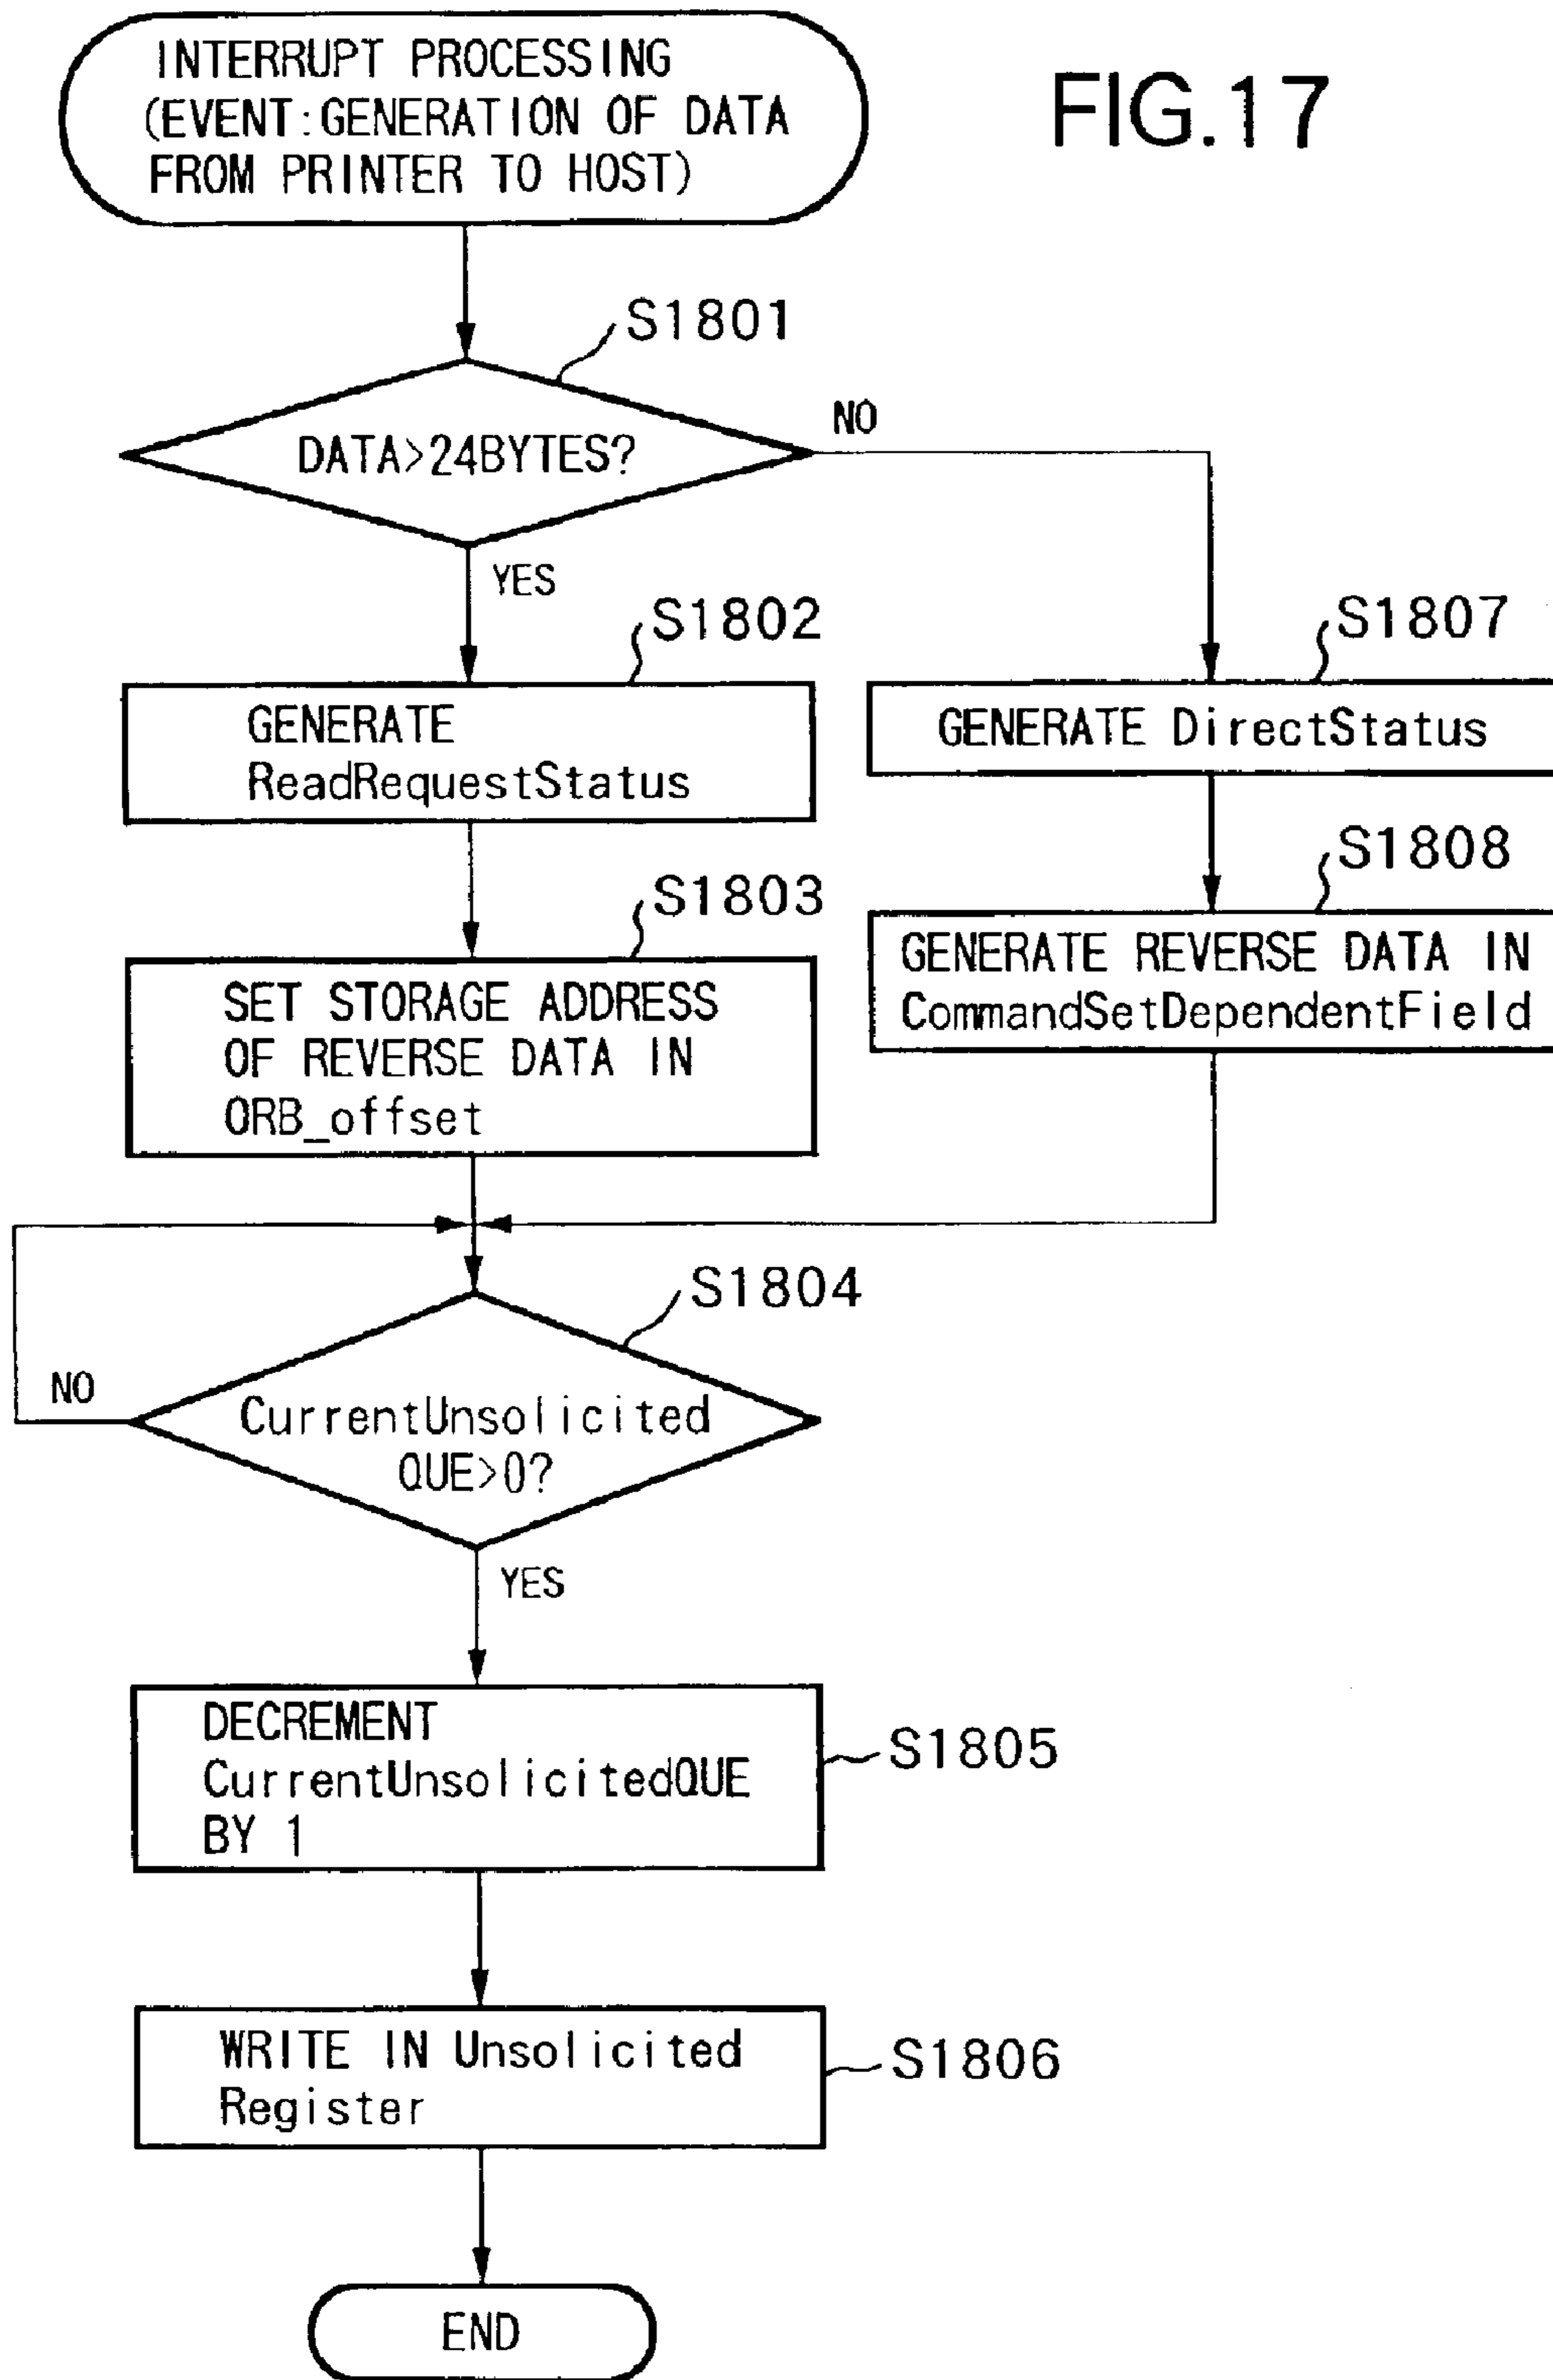 INTERRUPT PROCESSING
(EVENT:GENERATION OF DATA
FROM PRINTER TO HOST)
FIG.17
S1801
DATA>24BYTES?
NO
YES
S1802
GENERATE
ReadRequestStatus
S1807
GENERATE DirectStatus
S1803
SET STORAGE ADDRESS
OF REVERSE DATA IN
ORB_offset
S1808
GENERATE REVERSE DATA IN
CommandSetDependentField
S1804
CurrentUnsolicited
QUE>0?
NO
YES
DECREMENT
CurrentUnsolicitedQUE
BY 1
S1805
WRITE IN Unsolicited
Register
S1806
END